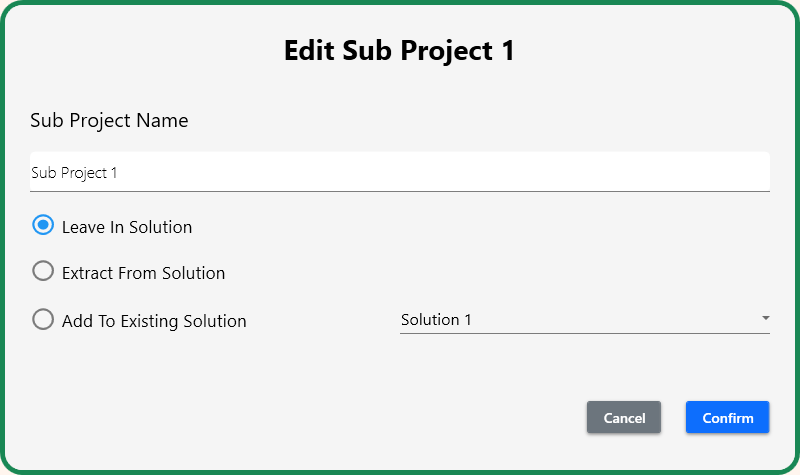 Edit Sub Project 1
Sub Project Name
Sub Project 1
Leave In Solution
Extract From Solution
Add To Existing Solution Solution 1
Cancel Confirm